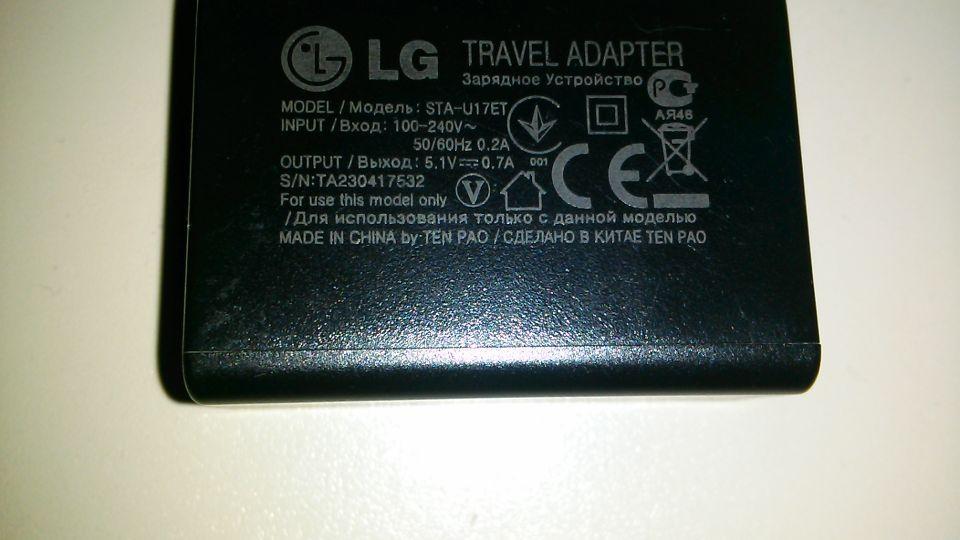 LG TRAVEL ADAPTER
Зарядное Устройство
MODEL / Модель: STA-U17ET
INPUT / Вход: 100-240V~
50/60Hz 0.2A
OUTPUT / Выход: 5.1V⎓0.7A
S/N:TA230417532
For use this model only
/Для использования только с данной моделью
MADE IN CHINA by TEN PAO / СДЕЛАНО В КИТАЕ TEN PAO
АЯ46
001
V
CE